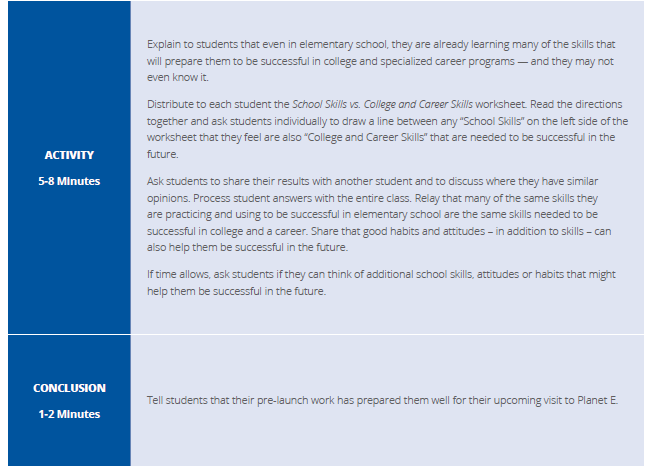 ACTIVITY
5-8 Minutes
Explain to students that even in elementary school, they are already learning many of the skills that
will prepare them to be successful in college and specialized career programs — and they may not
even know it.
Distribute to each student the School Skills vs. College and Career Skills worksheet. Read the directions
together and ask students individually to draw a line between any “School Skills” on the left side of the
worksheet that they feel are also “College and Career Skills” that are needed to be successful in the
future.
Ask students to share their results with another student and to discuss where they have similar
opinions. Process student answers with the entire class. Relay that many of the same skills they
are practicing and using to be successful in elementary school are the same skills needed to be
successful in college and a career. Share that good habits and attitudes – in addition to skills – can
also help them be successful in the future.
If time allows, ask students if they can think of additional school skills, attitudes or habits that might
help them be successful in the future.
CONCLUSION
1-2 Minutes
Tell students that their pre-launch work has prepared them well for their upcoming visit to Planet E.